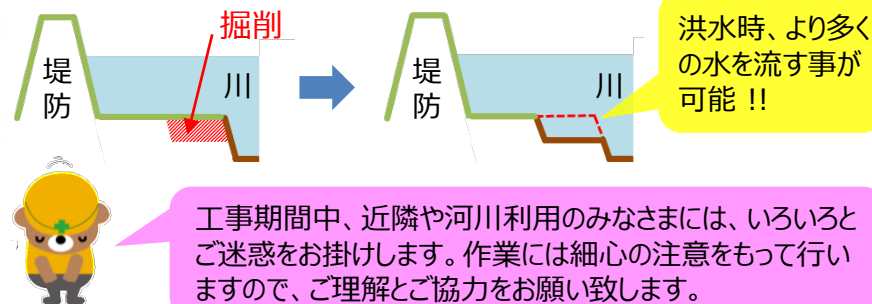 掘削
堤防
川
堤防
川
洪水時、より多く
の水を流す事が
可能 !!
工事期間中、近隣や河川利用のみなさまには、いろいろと
ご迷惑をお掛けします。作業には細心の注意をもって行い
ますので、ご理解とご協力をお願い致します。